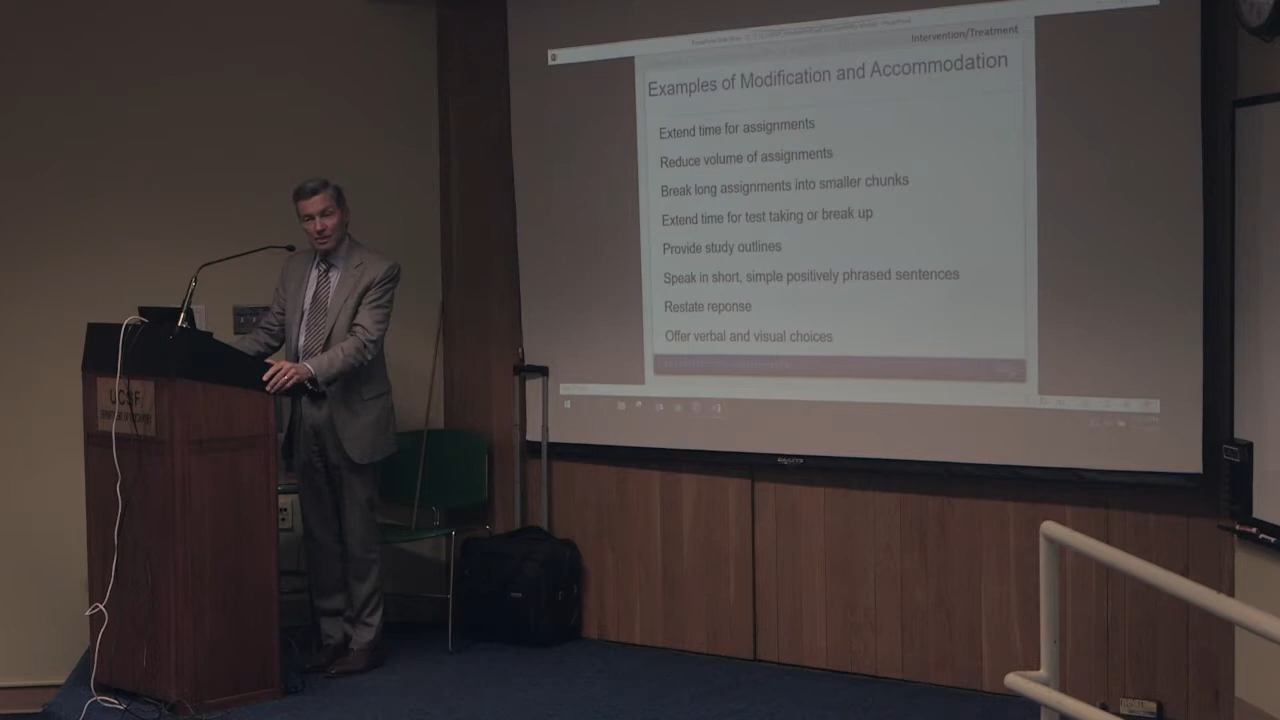 Intervention/Treatment
Examples of Modification and Accommodation
Extend time for assignments
Reduce volume of assignments
Break long assignments into smaller chunks
Extend time for test taking or break up
Provide study outlines
Speak in short, simple positively phrased sentences
Restate reponse
Offer verbal and visual choices
UCSF